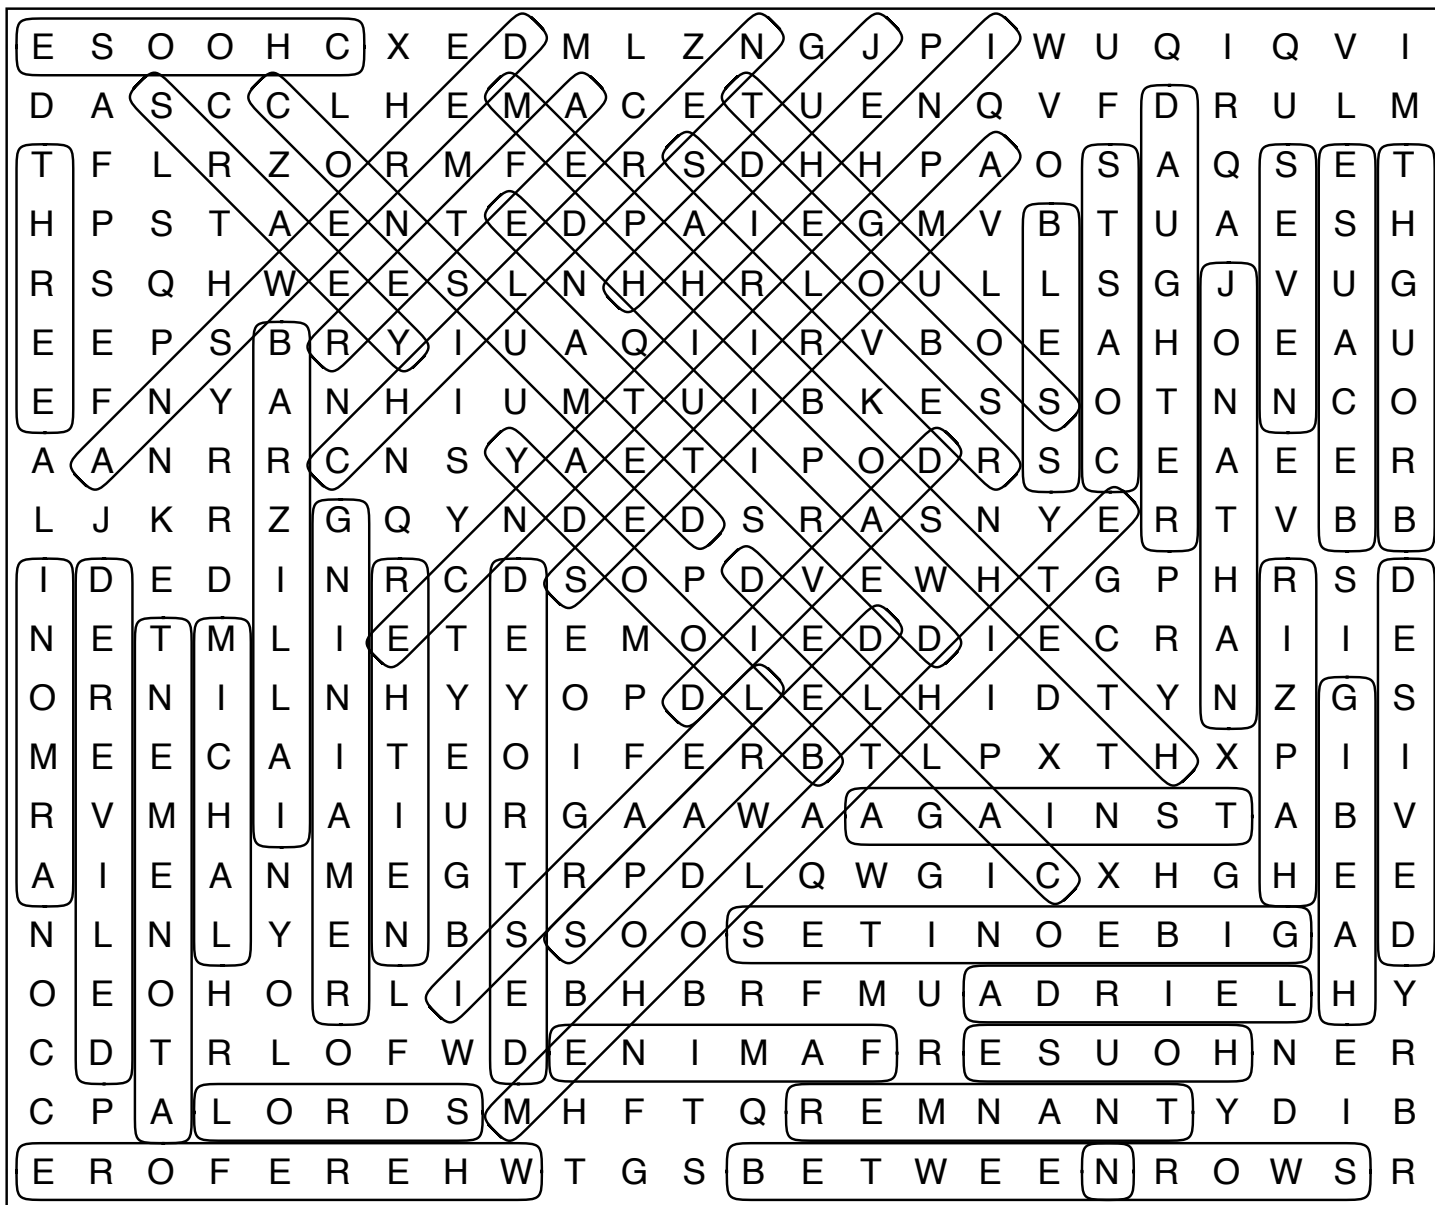 E S O O H C X E D M L Z N G J P I W U Q I Q V I
D A S C C L H E M A C E T U E N Q V F D R U L M
T F L R Z O R M F E R S D H H P A O S A Q S E T
H P S T A E N T E D P A I E G M V B T U A E S H
R S Q H W E E S L N H H R L O U L L S G J V U G
E E P S B R Y I U A Q I I R V B O E A H O E A U
E F N Y A N H I U M T U I B K E S S O T N N C O
A A N R R C N S Y A E T I P O D R S C E A E E R
L J K R Z G Q Y N D E D S R A S N Y E R T V B B
I D E D I N R C D S O P D V E W H T G P H R S D
N E T M L I E T E E M O I E D D I E C R A I I E
O R N I L N H Y Y O P D L E L H I D T Y N Z G S
M E E C A I T E O I F E R B T L P X T H X P I I
R V M H I A I U R G A A W A A G A I N S T A B V
A I E A N M E G T R P D L Q W G I C X H G H E E
N L N L Y E N B S S O O S E T I N O E B I G A D
O E O H O R L I E B H B R F M U A D R I E L H Y
C D T R L O F W D E N I M A F R E S U O H N E R
C P A L O R D S M H F T Q R E M N A N T Y D I B
E R O F E R E H W T G S B E T W E E N R O W S R